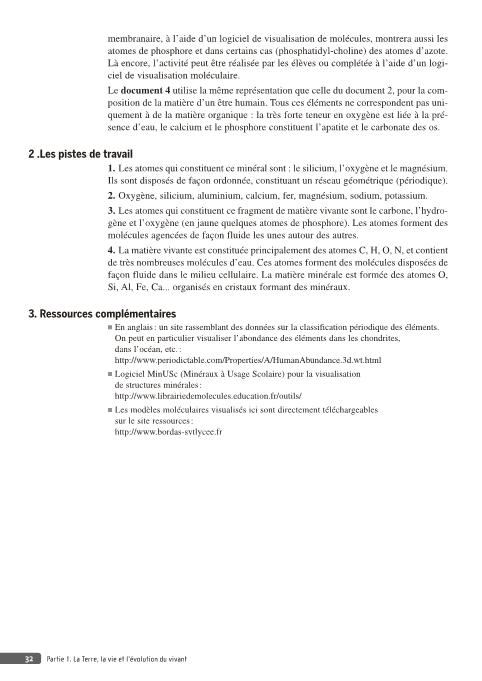 membranaire, à l'aide d'un logiciel de visualisation de molécules, montrera aussi les
atomes de phosphore et dans certains cas (phosphatidyl-choline) des atomes d'azote.
Là encore, l'activité peut être réalisée par les élèves ou complétée à l'aide d'un logi-
ciel de visualisation moléculaire.
Le document 4 utilise la même représentation que celle du document 2, pour la com-
position de la matière d'un être humain. Tous ces éléments ne correspondent pas uni-
quement à de la matière organique : la très forte teneur en oxygène est liée à la pré-
sence d'eau, le calcium et le phosphore constituent l'apatite et le carbonate des os.
2 .Les pistes de travail
1. Les atomes qui constituent ce minéral sont : le silicium, l'oxygène et le magnésium.
Ils sont disposés de façon ordonnée, constituant un réseau géométrique (périodique).
2. Oxygène, silicium, aluminium, calcium, fer, magnésium, sodium, potassium.
3. Les atomes qui constituent ce fragment de matière vivante sont le carbone, l'hydro-
gène et l'oxygène (en jaune quelques atomes de phosphore). Les atomes forment des
molécules agencées de façon fluide les unes autour des autres.
4. La matière vivante est constituée principalement des atomes C, H, O, N, et contient
de très nombreuses molécules d'eau. Ces atomes forment des molécules disposées de
façon fluide dans le milieu cellulaire. La matière minérale est formée des atomes O,
Si, Al, Fe, Ca... organisés en cristaux formant des minéraux.
3. Ressources complémentaires
■ En anglais : un site rassemblant des données sur la classification périodique des éléments.
On peut en particulier visualiser l'abondance des éléments dans les chondrites,
dans l'océan, etc. :
http://www.periodictable.com/Properties/A/HumanAbundance.3d.wt.html
■ Logiciel MinUSc (Minéraux à Usage Scolaire) pour la visualisation
de structures minérales :
http://www.librairiedemolecules.education.fr/outils/
■ Les modèles moléculaires visualisés ici sont directement téléchargeables
sur le site ressources :
http://www.bordas-svtlycee.fr
32 Partie 1. La Terre, la vie et l'évolution du vivant